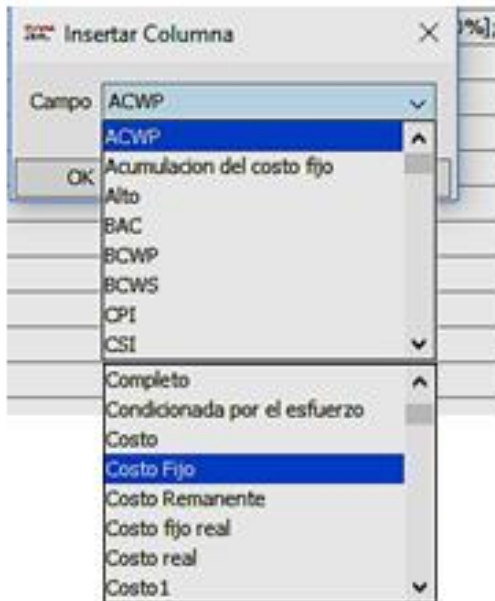 Insertar Columna
%];
Campo ACWP
ACWP
Acumulacion del costo fijo
OK
Alto
BAC
BCWP
BCWS
CPI
CSI
Completo
Condicionada por el esfuerzo
Costo
Costo Fijo
Costo Remanente
Costo fijo real
Costo real
Costo1